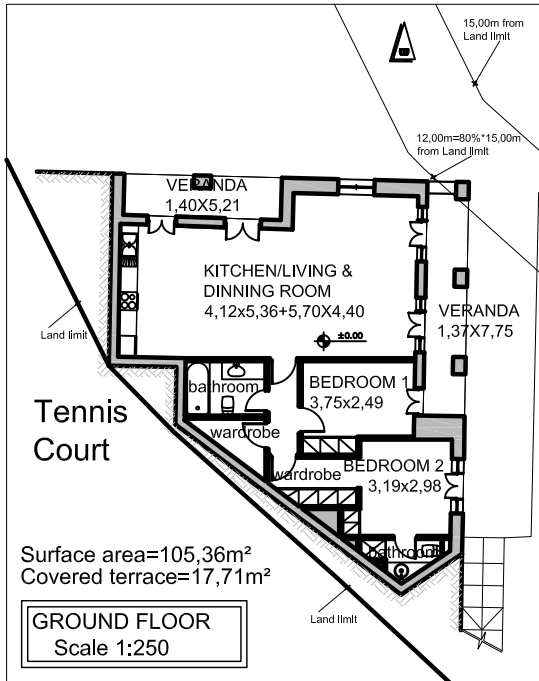 15,00m from
Land lImIt
12,00m=80%*15,00m
from Land lImIt
VERANDA
1,40X5,21
KITCHEN/LIVING &
DINNING ROOM
4,12x5,36+5,70X4,40
±0.00
VERANDA
1,37X7,75
Land limit
bathroom
BEDROOM 1
3,75x2,49
Tennis
Court
wardrobe
wardrobe
BEDROOM 2
3,19x2,98
bathroom
Surface area=105,36m²
Covered terrace=17,71m²
GROUND FLOOR
Scale 1:250
Land lImIt